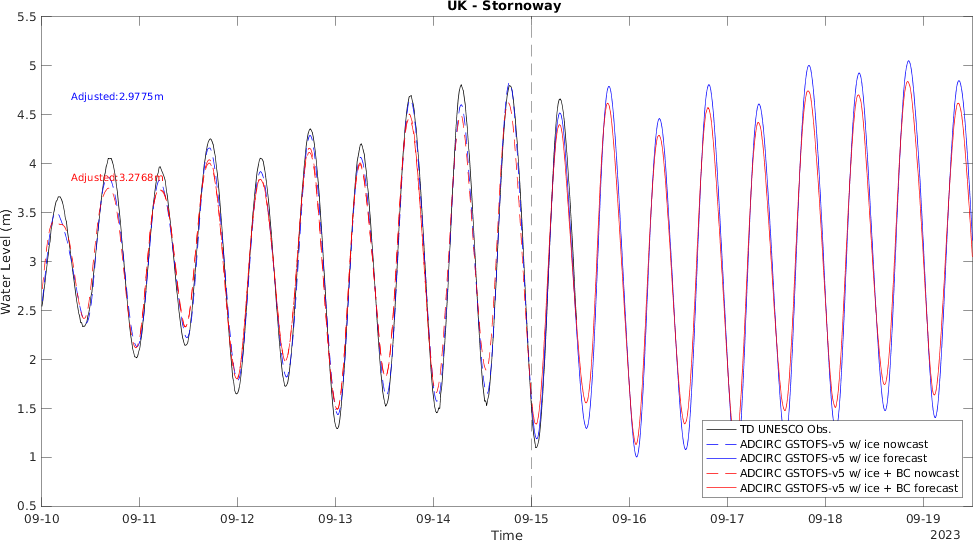 UK - Stornoway
5.5
5
4.5
4
3.5
3
2.5
2
1.5
1
0.5
Water Level (m)
Adjusted:2.9775m
Adjusted:3.2768m
TD UNESCO Obs.
ADCIRC GSTOFS-v5 w/ ice nowcast
ADCIRC GSTOFS-v5 w/ ice forecast
ADCIRC GSTOFS-v5 w/ ice + BC nowcast
ADCIRC GSTOFS-v5 w/ ice + BC forecast
09-10 09-11 09-12 09-13 09-14 09-15 09-16 09-17 09-18 09-19
Time
2023